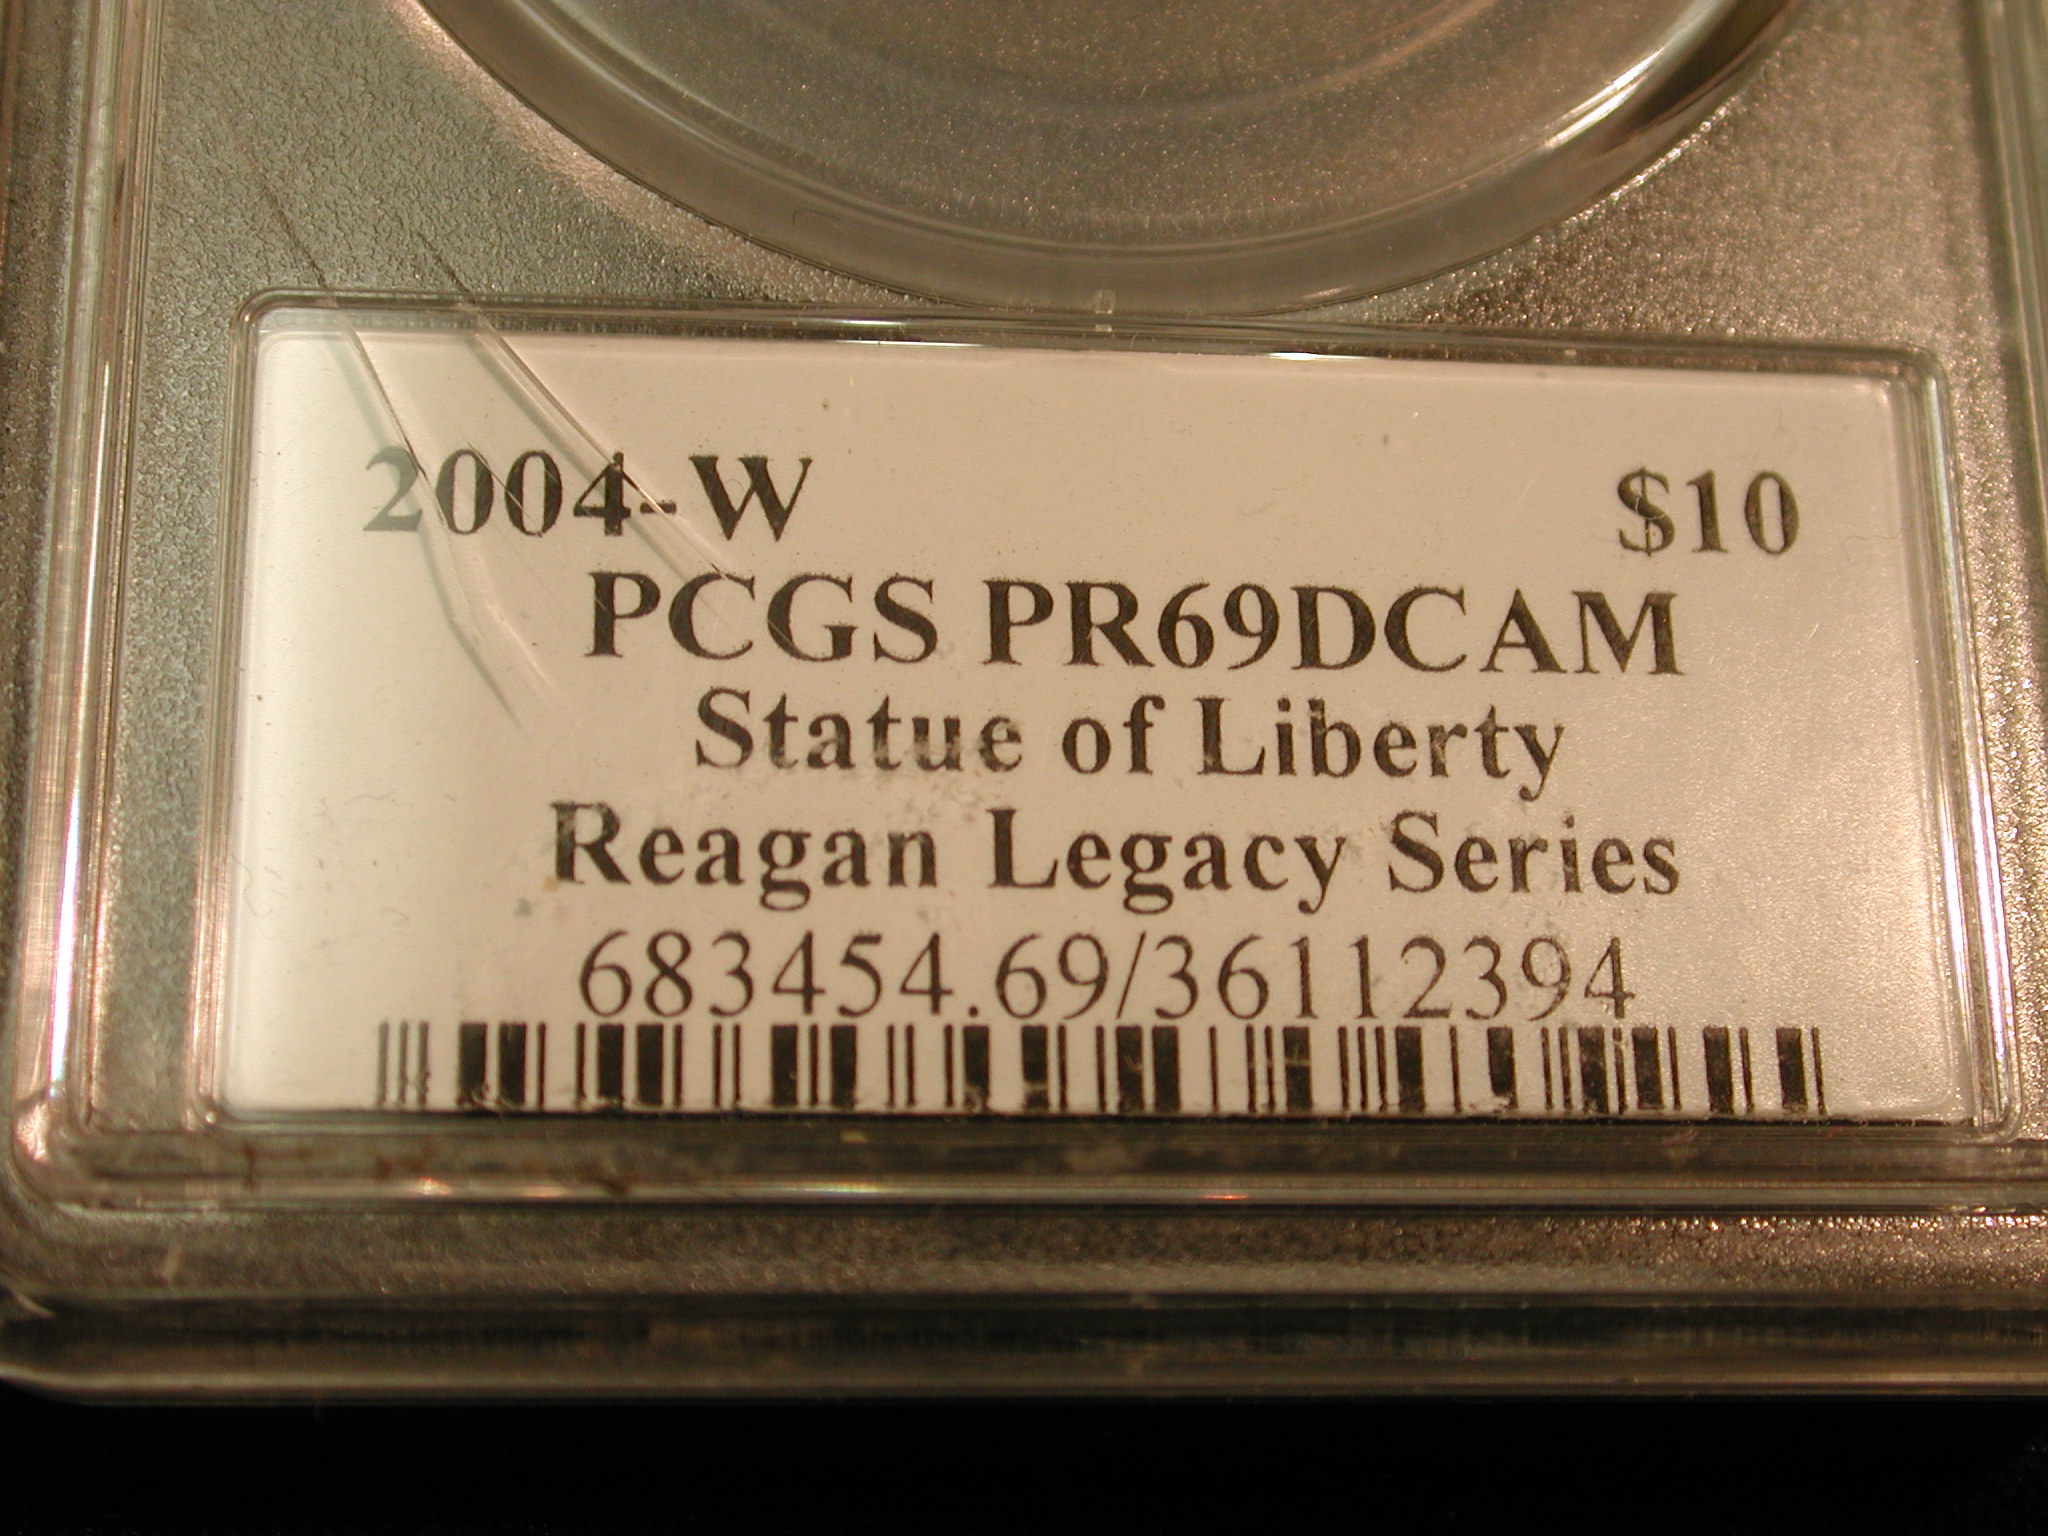 2004-W $10
PCGS PR69DCAM
Statue of Liberty
Reagan Legacy Series
683454.69/36112394